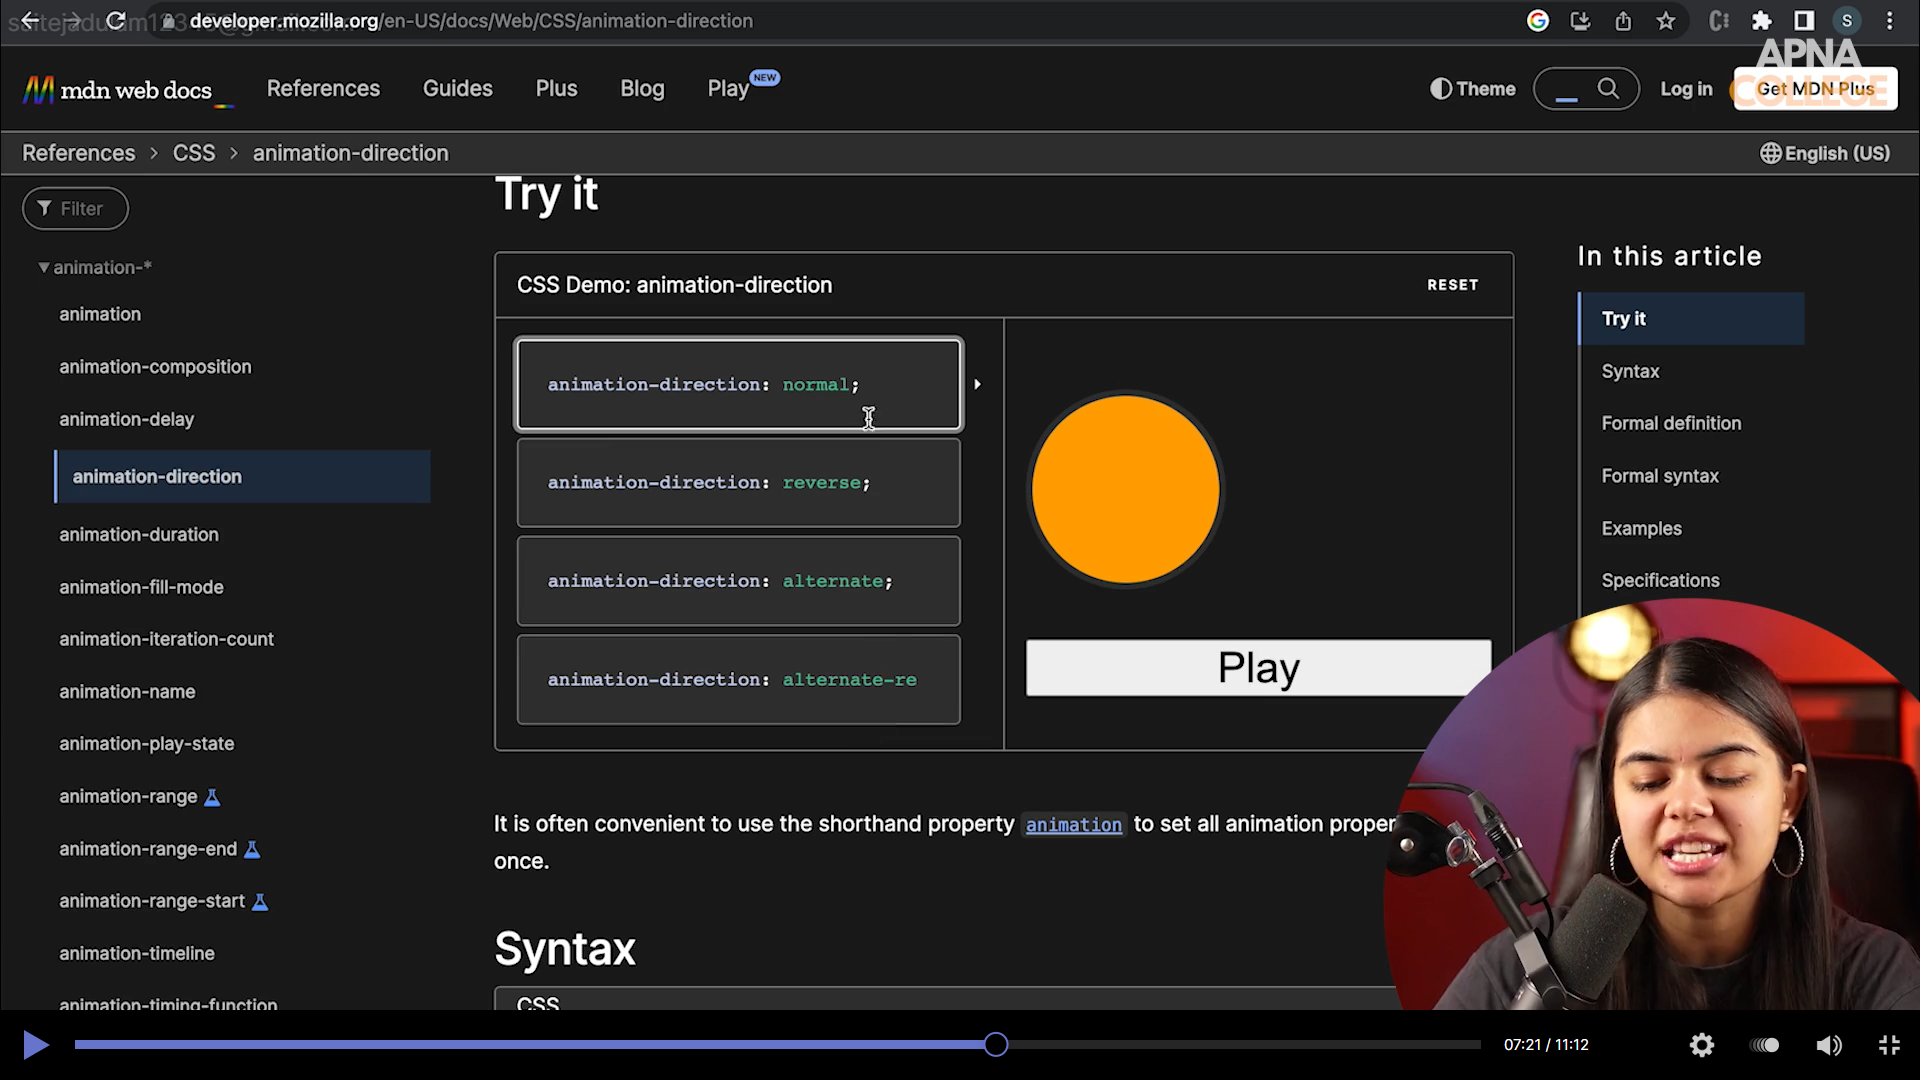 developer.mozilla.org/en-US/docs/Web/CSS/animation-direction
S
APNA
COLLEGE
mdn web docs
References
Guides
Plus
Blog
Play
NEW
Theme
Log in
Get MDN Plus
References > CSS > animation-direction
English (US)
Filter
animation-*
animation
animation-composition
animation-delay
animation-direction
animation-duration
animation-fill-mode
animation-iteration-count
animation-name
animation-play-state
animation-range
animation-range-end
animation-range-start
animation-timeline
animation-timing-function
Try it
CSS Demo: animation-direction
RESET
animation-direction: normal;
animation-direction: reverse;
animation-direction: alternate;
animation-direction: alternate-re
Play
It is often convenient to use the shorthand property animation to set all animation proper
once.
Syntax
CSS
In this article
Try it
Syntax
Formal definition
Formal syntax
Examples
Specifications
07:21 / 11:12